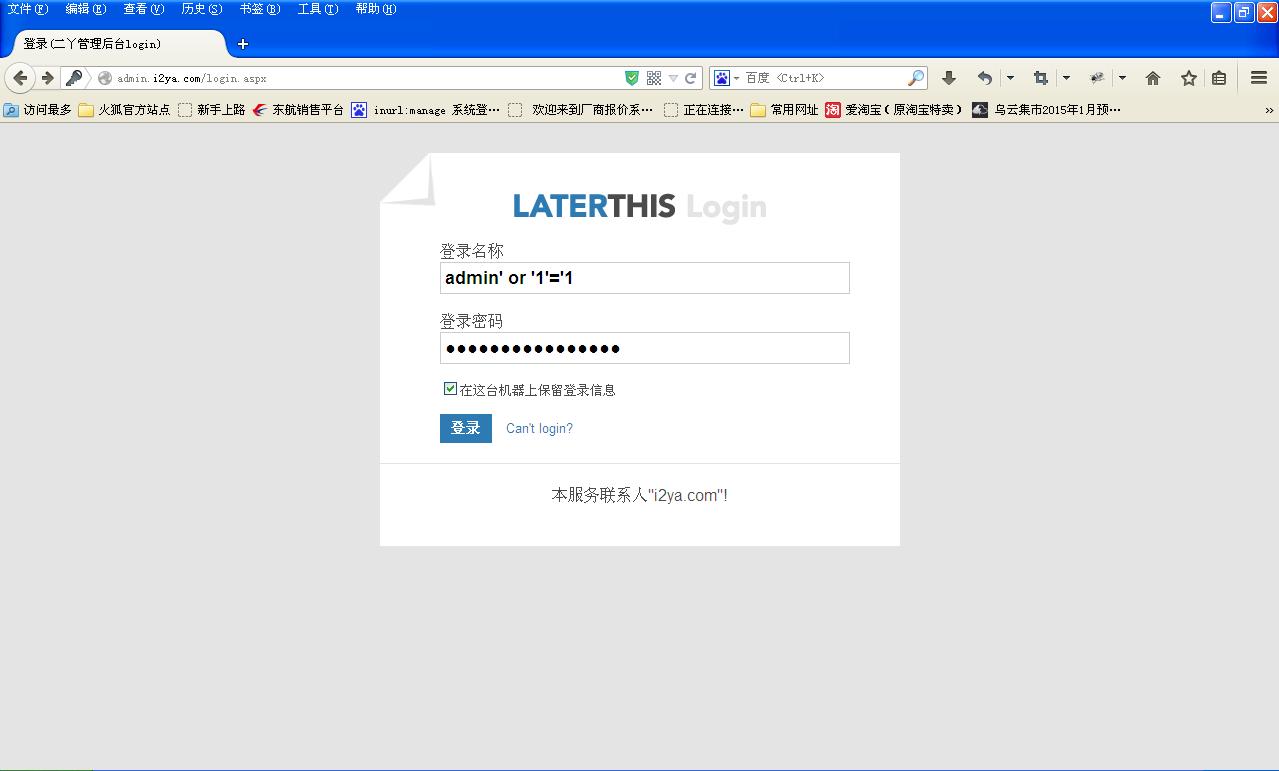 文件(F) 编辑(E) 查看(V) 历史(S) 书签(B) 工具(T) 帮助(H)
登录(二丫管理后台login)
admin.i2ya.com/login.aspx 百度 <Ctrl+K>
访问最多 火狐官方站点 新手上路 东航销售平台 inurl:manage 系统登… 欢迎来到厂商报价系… 正在连接… 常用网址 淘 爱淘宝(原淘宝特卖) 乌云集市2015年1月预… »
LATERTHIS Login
登录名称
admin' or '1'='1
登录密码
在这台机器上保留登录信息
登录 Can't login?
本服务联系人"i2ya.com"!